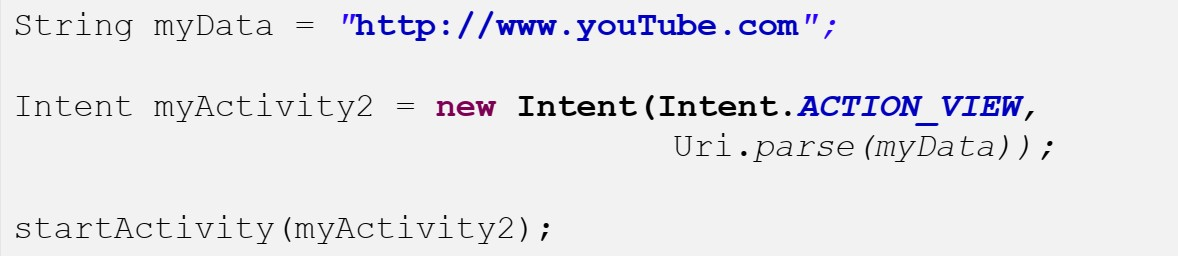 String myData = "http://www.youTube.com";
Intent myActivity2 = new Intent(Intent.ACTION_VIEW,
Uri.parse(myData));
startActivity(myActivity2);